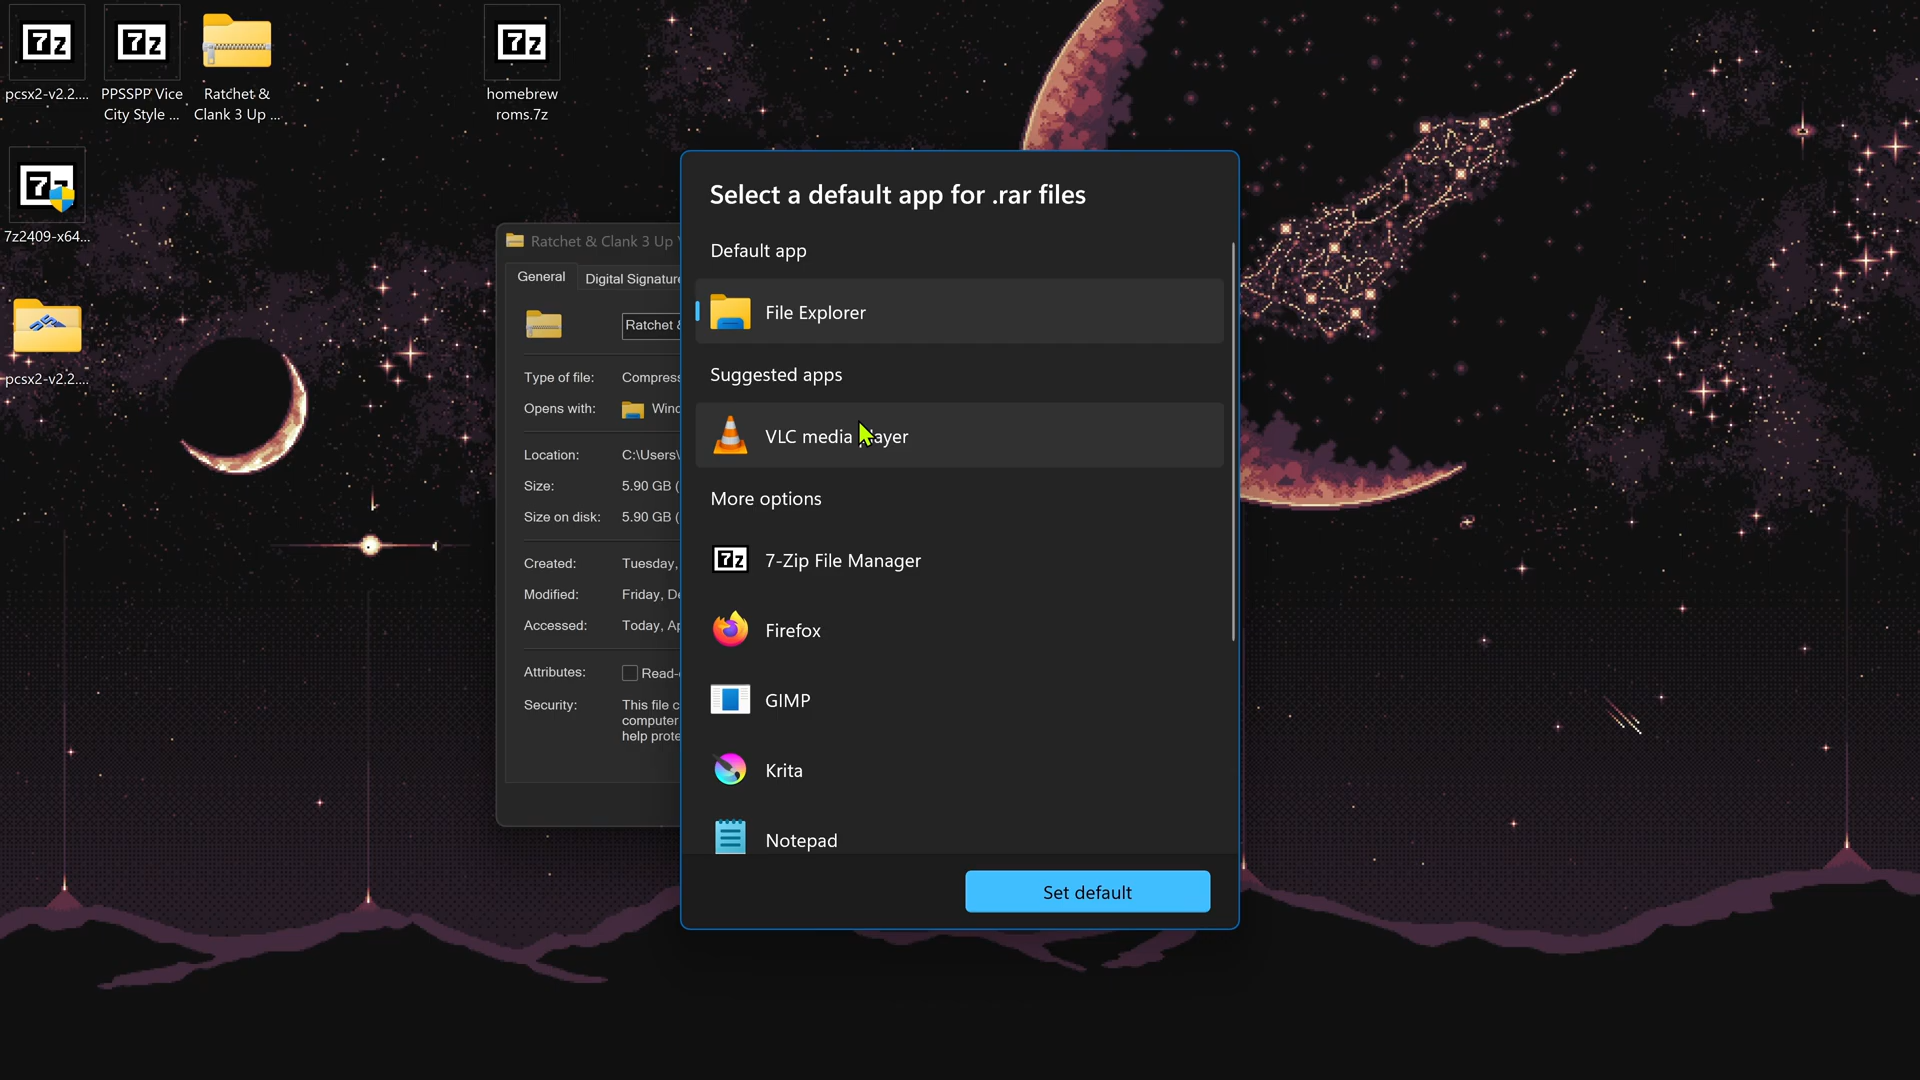 pcsx2-v2.2....
PPSSPP Vice
City Style ...
Ratchet &
Clank 3 Up ...
homebrew
roms.7z
7z2409-x64...
pcsx2-v2.2....
Ratchet & Clank 3 Up
General
Digital Signature
Ratchet &
Type of file: Compress
Opens with: Wind
Location: C:\Users\
Size: 5.90 GB (
Size on disk: 5.90 GB (
Created: Tuesday,
Modified: Friday, De
Accessed: Today, Ap
Attributes: Read-
Security: This file c
computer
help prote
Select a default app for .rar files
Default app
File Explorer
Suggested apps
VLC media player
More options
7-Zip File Manager
Firefox
GIMP
Krita
Notepad
Set default